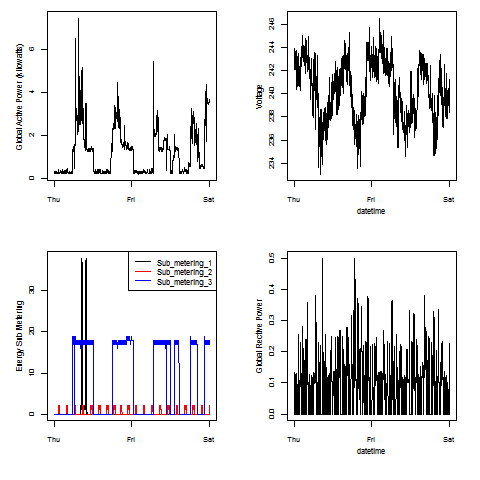 Global Active Power (kilowatts)
0 2 4 6
Thu Fri Sat
Voltage
234 236 238 240 242 244 246
Thu Fri Sat
datetime
Energy Sub Metering
0 10 20 30
Sub_metering_1
Sub_metering_2
Sub_metering_3
Thu Fri Sat
Global Rective Power
0.0 0.1 0.2 0.3 0.4 0.5
Thu Fri Sat
datetime